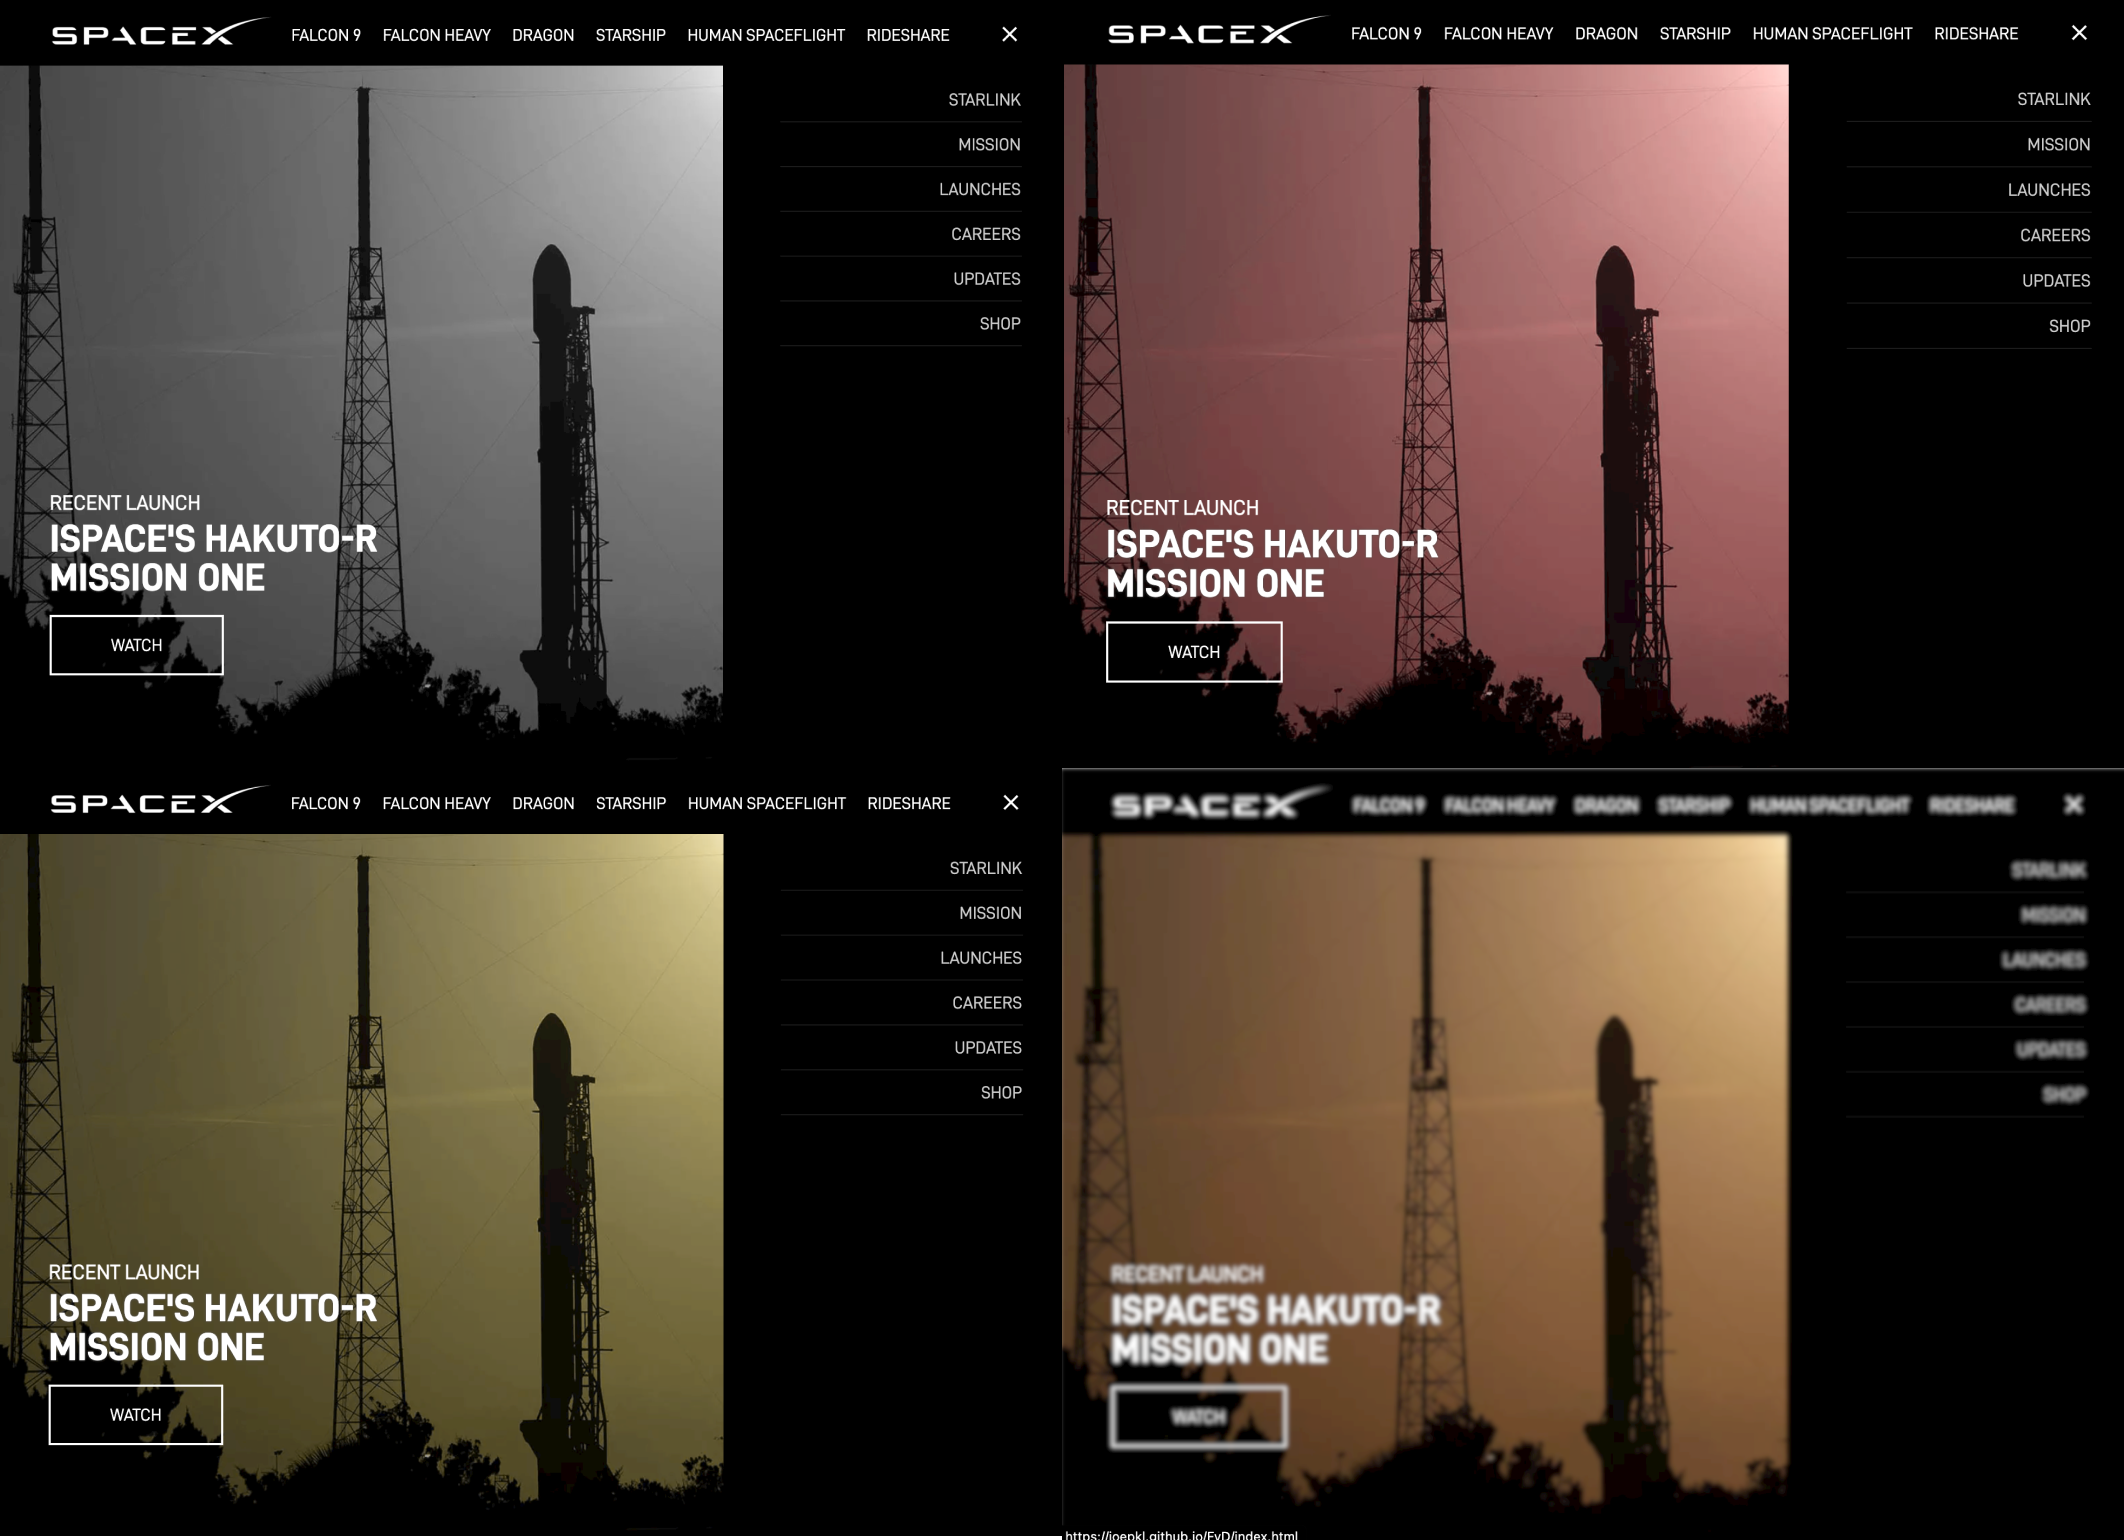 SPACEX FALCON 9 FALCON HEAVY DRAGON STARSHIP HUMAN SPACEFLIGHT RIDESHARE ×
STARLINK
MISSION
LAUNCHES
CAREERS
UPDATES
SHOP
RECENT LAUNCH
ISPACE'S HAKUTO-R
MISSION ONE
WATCH
SPACEX FALCON 9 FALCON HEAVY DRAGON STARSHIP HUMAN SPACEFLIGHT RIDESHARE ×
STARLINK
MISSION
LAUNCHES
CAREERS
UPDATES
SHOP
RECENT LAUNCH
ISPACE'S HAKUTO-R
MISSION ONE
WATCH
SPACEX FALCON 9 FALCON HEAVY DRAGON STARSHIP HUMAN SPACEFLIGHT RIDESHARE ×
STARLINK
MISSION
LAUNCHES
CAREERS
UPDATES
SHOP
RECENT LAUNCH
ISPACE'S HAKUTO-R
MISSION ONE
WATCH
SPACEX FALCON 9 FALCON HEAVY DRAGON STARSHIP HUMAN SPACEFLIGHT RIDESHARE ×
STARLINK
MISSION
LAUNCHES
CAREERS
UPDATES
SHOP
RECENT LAUNCH
ISPACE'S HAKUTO-R
MISSION ONE
WATCH
https://joepkl.github.io/EyD/index.html